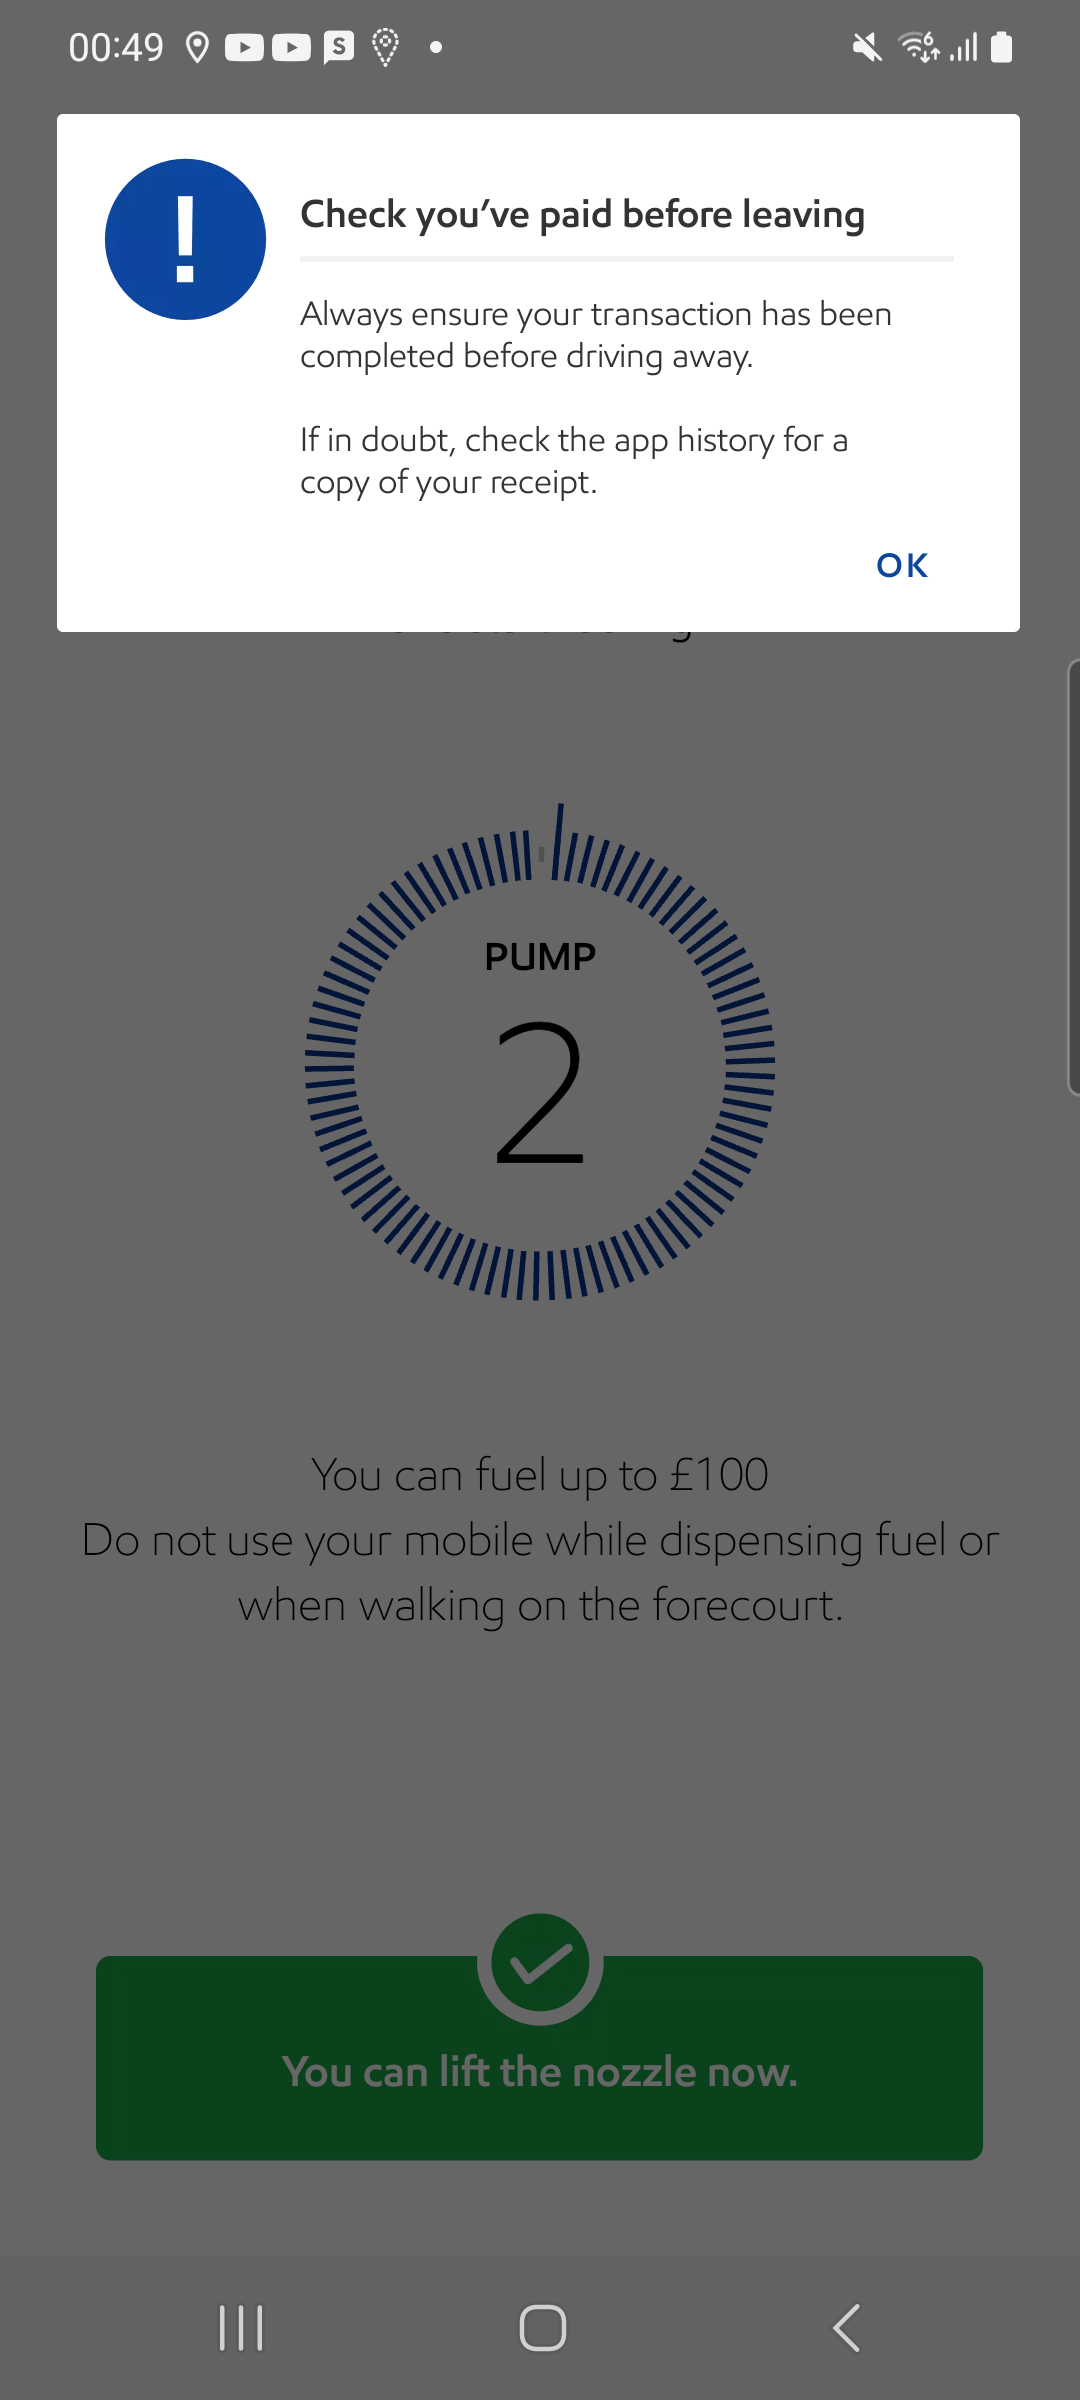 00:49
Check you've paid before leaving
Always ensure your transaction has been
completed before driving away.
If in doubt, check the app history for a
copy of your receipt.
OK
PUMP
2
You can fuel up to £100
Do not use your mobile while dispensing fuel or
when walking on the forecourt.
You can lift the nozzle now.